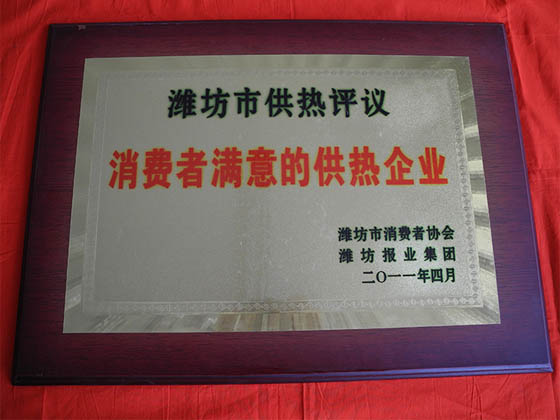 潍坊市供热评议
消费者满意的供热企业
潍坊市消费者协会
潍坊报业集团
二〇一一年四月